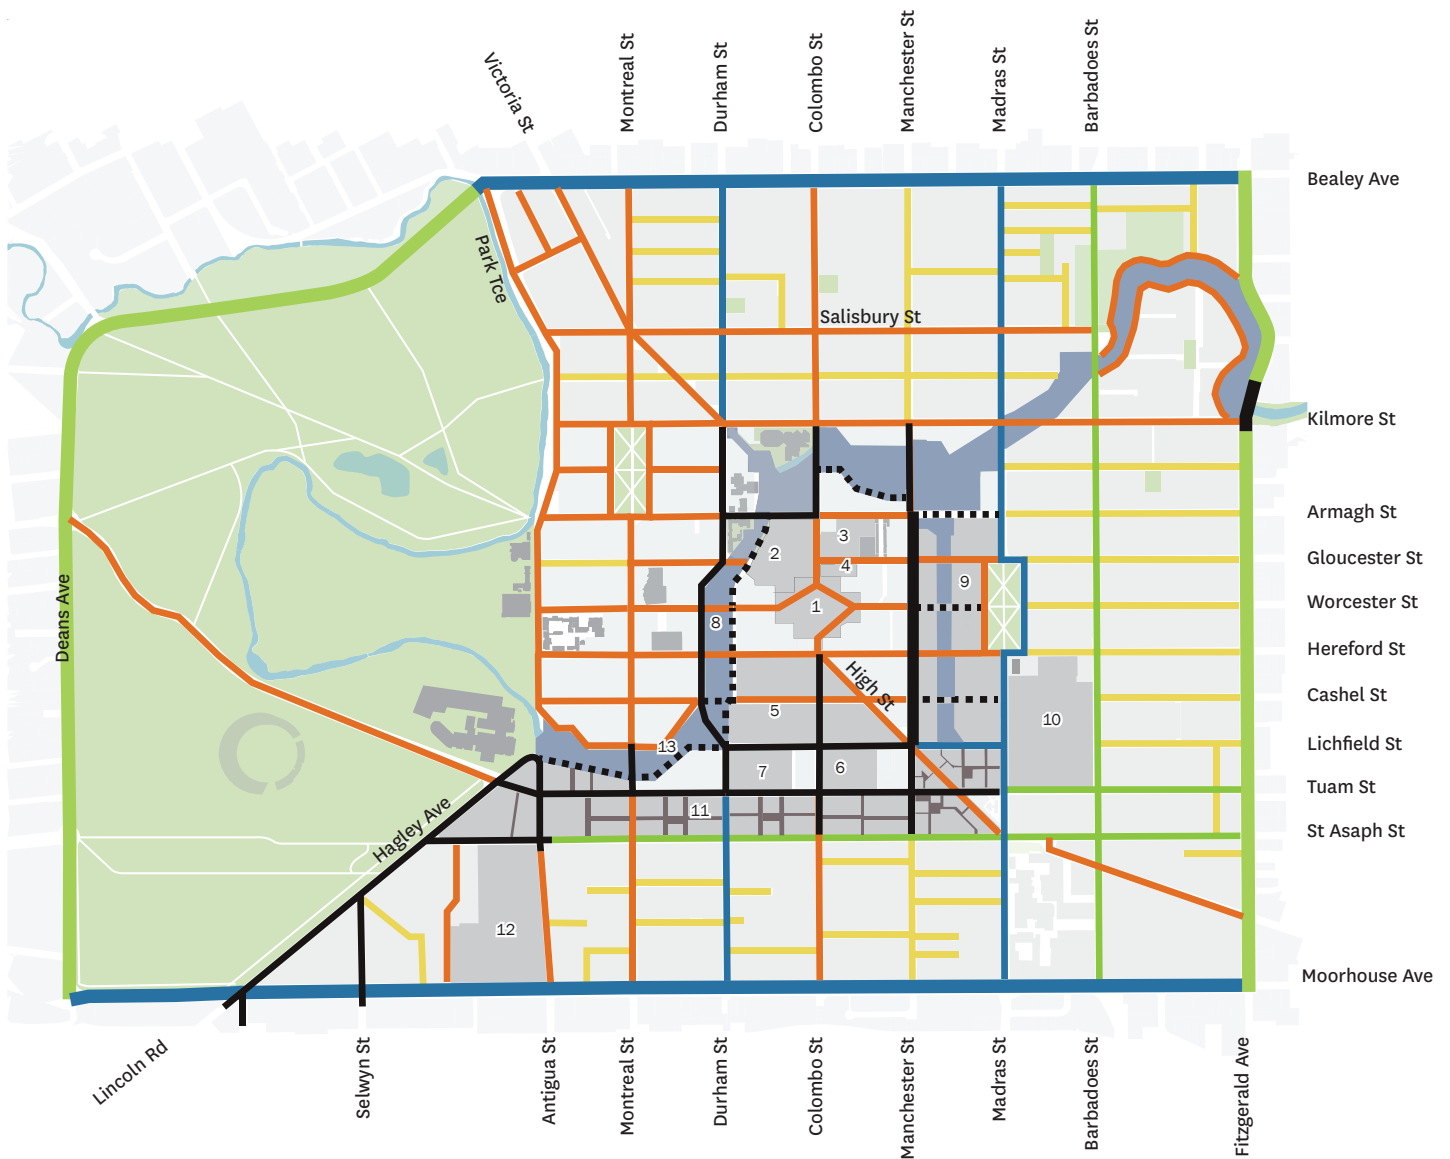 Victoria St
Montreal St
Durham St
Colombo St
Manchester St
Madras St
Barbadoes St
Bealey Ave
Park Tce
Salisbury St
Kilmore St
Armagh St
3
2
Gloucester St
4
9
Deans Ave
Worcester St
1
8
Hereford St
High St
Cashel St
5
10
Lichfield St
13
7
6
Tuam St
11
Hagley Ave
St Asaph St
12
Moorhouse Ave
Lincoln Rd
Selwyn St
Antigua St
Montreal St
Durham St
Colombo St
Manchester St
Madras St
Barbadoes St
Fitzgerald Ave